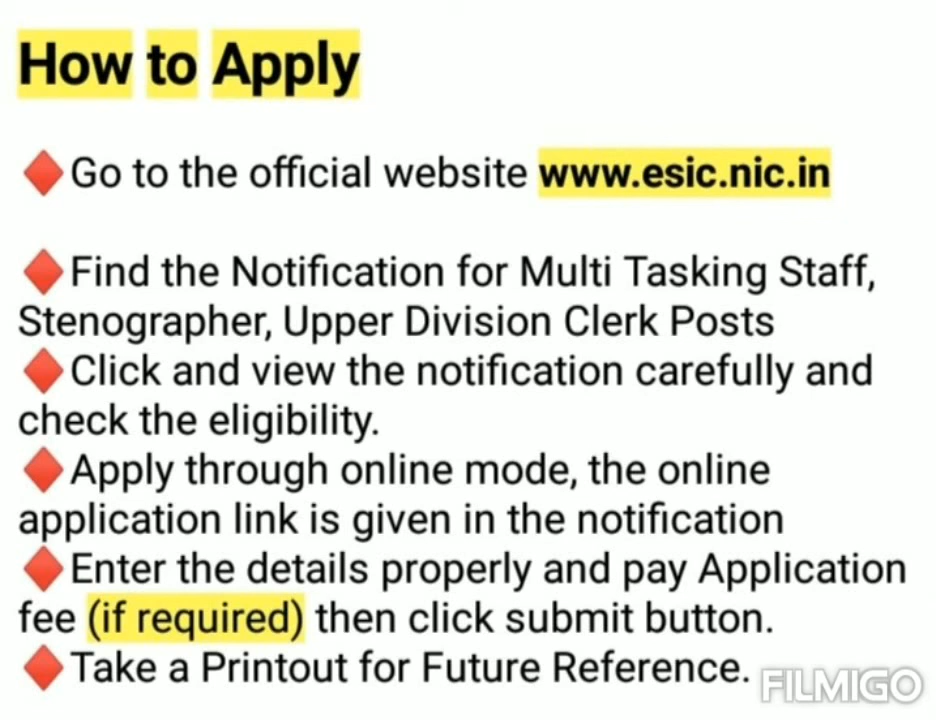 How to Apply
♦Go to the official website www.esic.nic.in
♦Find the Notification for Multi Tasking Staff,
Stenographer, Upper Division Clerk Posts
♦Click and view the notification carefully and
check the eligibility.
♦Apply through online mode, the online
application link is given in the notification
♦Enter the details properly and pay Application
fee (if required) then click submit button.
♦Take a Printout for Future Reference.
FILMIGO